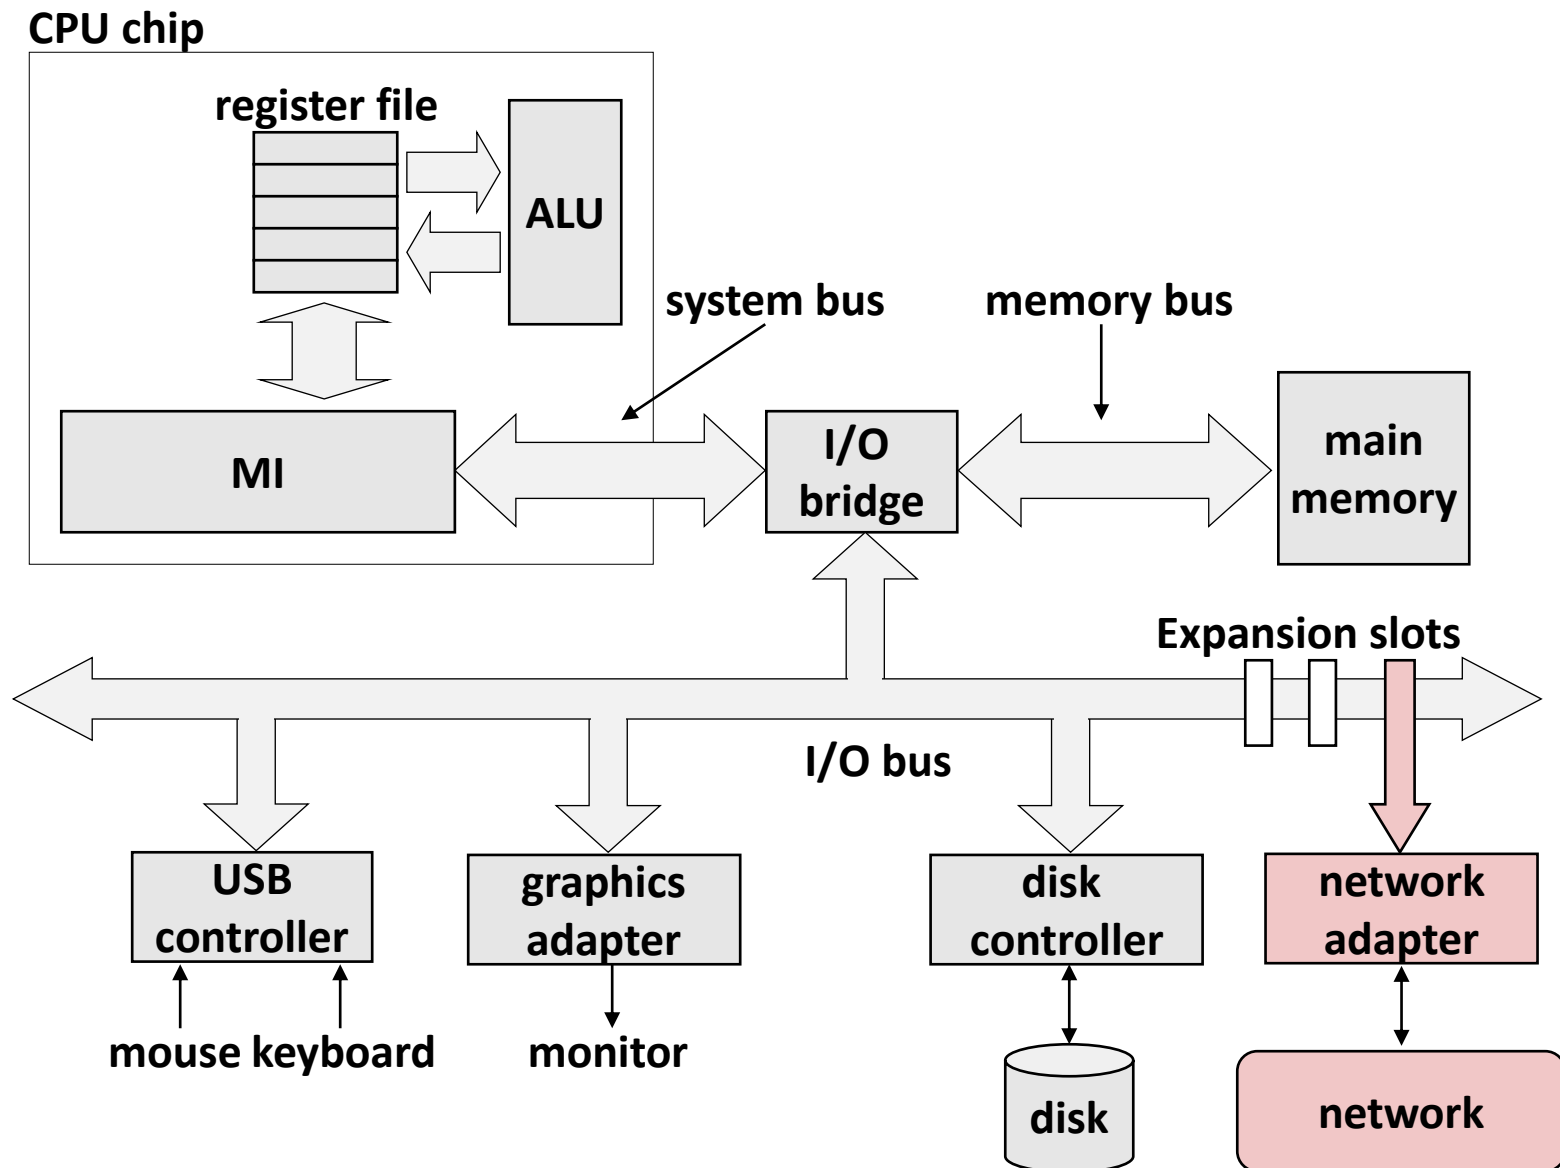 CPU chip
register file
ALU
system bus
memory bus
MI
I/O
bridge
main
memory
Expansion slots
I/O bus
USB
controller
graphics
adapter
disk
controller
network
adapter
mouse keyboard
monitor
disk
network